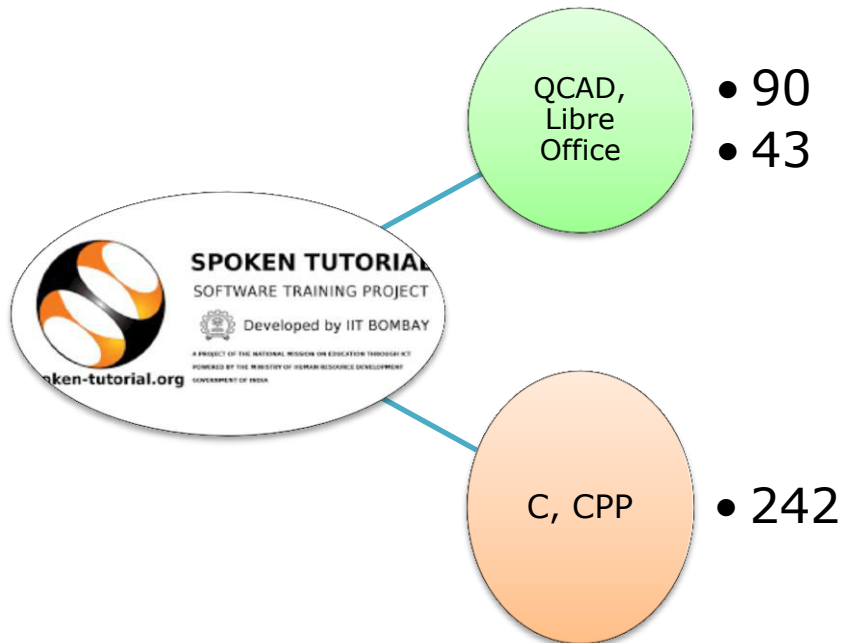 QCAD,
Libre
Office
• 90
• 43
SPOKEN TUTORIAL
SOFTWARE TRAINING PROJECT
Developed by IIT BOMBAY
A PROJECT OF THE NATIONAL MISSION ON EDUCATION THROUGH ICT
POWERED BY THE MINISTRY OF HUMAN RESOURCE DEVELOPMENT
GOVERNMENT OF INDIA
oken-tutorial.org
C, CPP
• 242